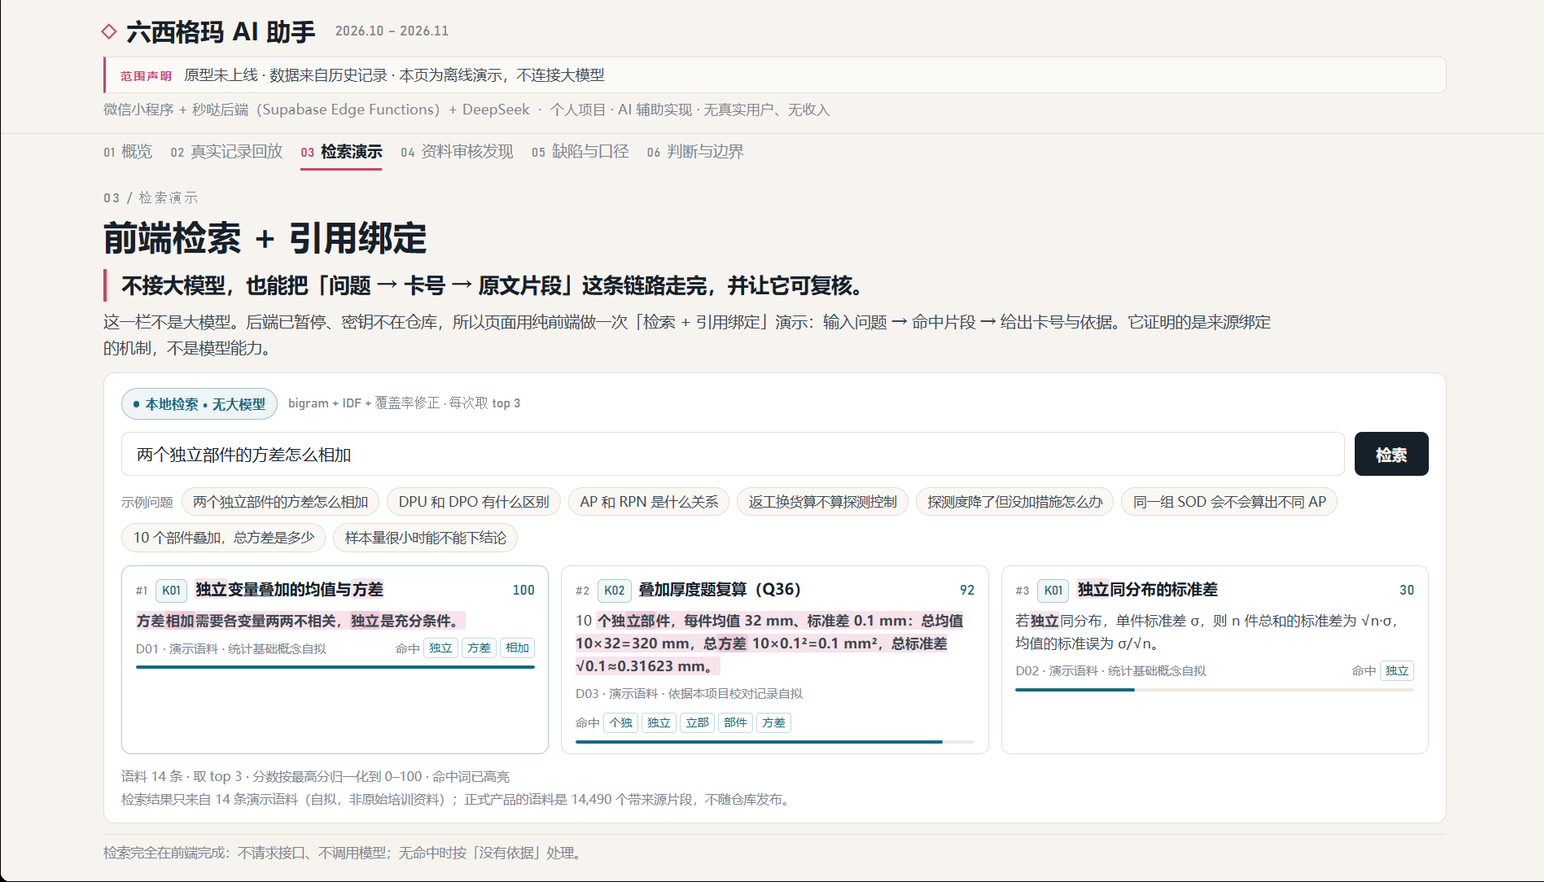 六西格玛 AI 助手 2026.10 – 2026.11
范围声明 原型未上线 · 数据来自历史记录 · 本页为离线演示，不连接大模型
微信小程序 + 秒哒后端（Supabase Edge Functions）+ DeepSeek · 个人项目 · AI 辅助实现 · 无真实用户、无收入
01 概览 02 真实记录回放 03 检索演示 04 资料审核发现 05 缺陷与口径 06 判断与边界
03 / 检索演示
前端检索 + 引用绑定
不接大模型，也能把「问题 → 卡号 → 原文片段」这条链路走完，并让它可复核。
这一栏不是大模型。后端已暂停、密钥不在仓库，所以页面用纯前端做一次「检索 + 引用绑定」演示：输入问题 → 命中片段 → 给出卡号与依据。它证明的是来源绑定
的机制，不是模型能力。
本地检索 • 无大模型 bigram + IDF + 覆盖率修正 · 每次取 top 3
两个独立部件的方差怎么相加 检索
示例问题 两个独立部件的方差怎么相加 DPU 和 DPO 有什么区别 AP 和 RPN 是什么关系 返工换货算不算探测控制 探测度降了但没加措施怎么办 同一组 SOD 会不会算出不同 AP
10 个部件叠加，总方差是多少 样本量很小时能不能下结论
#1 K01 独立变量叠加的均值与方差 100
方差相加需要各变量两两不相关，独立是充分条件。
D01 · 演示语料 · 统计基础概念自拟 命中 独立 方差 相加
#2 K02 叠加厚度题复算（Q36） 92
10 个独立部件，每件均值 32 mm、标准差 0.1 mm：总均值
10×32=320 mm，总方差 10×0.1²=0.1 mm²，总标准差
√0.1≈0.31623 mm。
D03 · 演示语料 · 依据本项目校对记录自拟
命中 个独 独立 立部 部件 方差
#3 K01 独立同分布的标准差 30
若独立同分布，单件标准差 σ，则 n 件总和的标准差为 √n·σ，
均值的标准误为 σ/√n。
D02 · 演示语料 · 统计基础概念自拟 命中 独立
语料 14 条 · 取 top 3 · 分数按最高分归一化到 0–100 · 命中词已高亮
检索结果只来自 14 条演示语料（自拟，非原始培训资料）；正式产品的语料是 14,490 个带来源片段，不随仓库发布。
检索完全在前端完成：不请求接口、不调用模型；无命中时按「没有依据」处理。